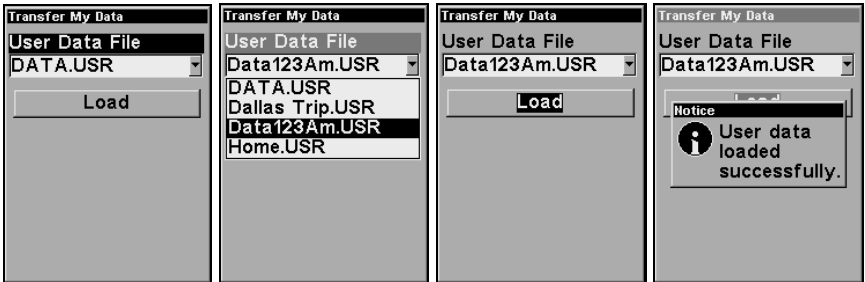 Transfer My Data
User Data File
DATA.USR
Load
Transfer My Data
User Data File
Data123Am.USR
DATA.USR
Dallas Trip.USR
Data123Am.USR
Home.USR
Transfer My Data
User Data File
Data123Am.USR
Load
Transfer My Data
User Data File
Data123Am.USR
Load
Notice
User data
loaded
successfully.